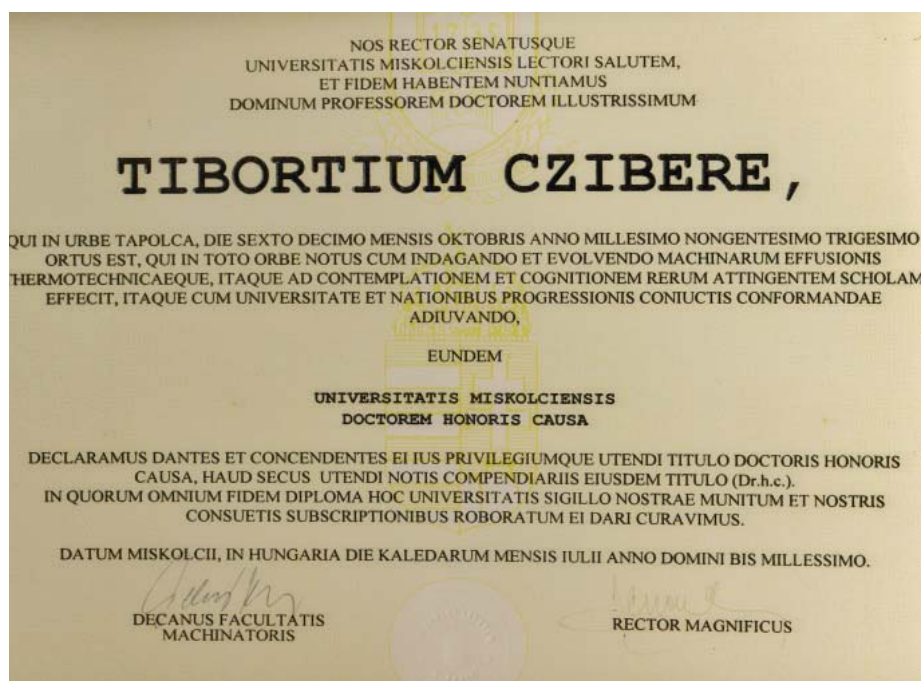 NOS RECTOR SENATUSQUE
UNIVERSITATIS MISKOLCIENSIS LECTORI SALUTEM,
ET FIDEM HABENTEM NUNTIAMUS
DOMINUM PROFESSOREM DOCTOREM ILLUSTRISSIMUM
TIBORTIUM CZIBERE,
QUI IN URBE TAPOLCA, DIE SEXTO DECIMO MENSIS OKTOBRIS ANNO MILLESIMO NONGENTESIMO TRIGESIMO
ORTUS EST, QUI IN TOTO ORBE NOTUS CUM INDAGANDO ET EVOLVENDO MACHINARUM EFFUSIONIS
THERMOTECHNICAEQUE, ITAQUE AD CONTEMPLATIONEM ET COGNITIONEM RERUM ATTINGENTEM SCHOLAM
EFFECIT, ITAQUE CUM UNIVERSITATE ET NATIONIBUS PROGRESSIONIS CONIUCTIS CONFORMANDAE
ADIUVANDO,
EUNDEM
UNIVERSITATIS MISKOLCIENSIS
DOCTOREM HONORIS CAUSA
DECLARAMUS DANTES ET CONCENDENTES EI IUS PRIVILEGIUMQUE UTENDI TITULO DOCTORIS HONORIS
CAUSA, HAUD SECUS UTENDI NOTIS COMPENDIARIIS EIUSDEM TITULO (Dr.h.c.).
IN QUORUM OMNIUM FIDEM DIPLOMA HOC UNIVERSITATIS SIGILLO NOSTRAE MUNITUM ET NOSTRIS
CONSUETIS SUBSCRIPTIONIBUS ROBORATUM EI DARI CURAVIMUS.
DATUM MISKOLCII, IN HUNGARIA DIE KALEDARUM MENSIS IULII ANNO DOMINI BIS MILLESSIMO.
DECANUS FACULTATIS
MACHINATORIS
RECTOR MAGNIFICUS